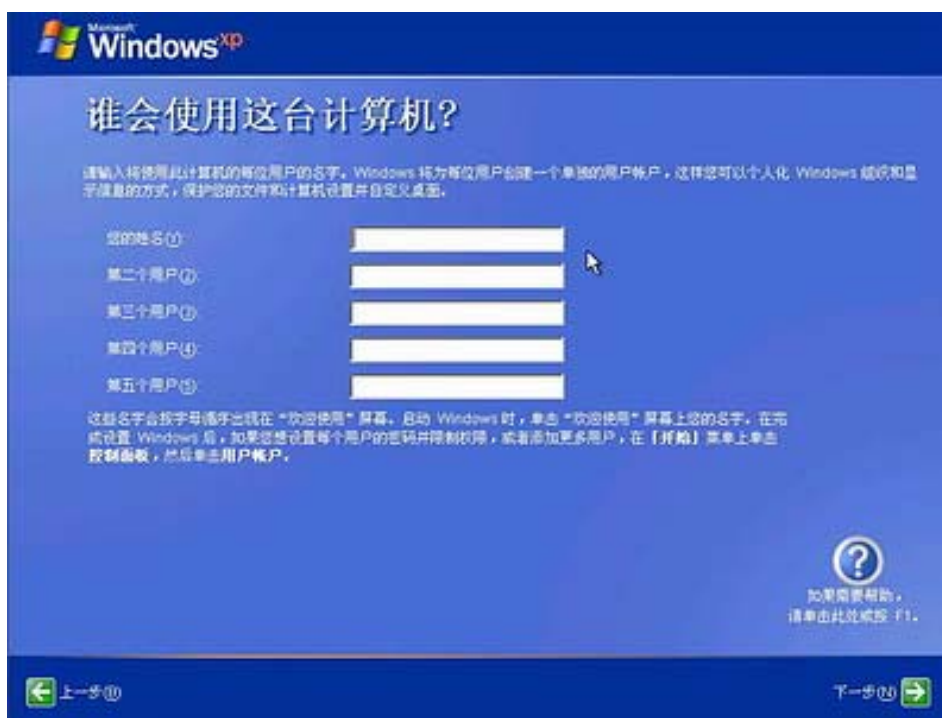 Microsoft
Windows xp
谁会使用这台计算机?
请输入将使用此计算机的每位用户的名字。Windows 将为每位用户创建一个单独的用户帐户,这样您可以个人化 Windows 组织和显
示信息的方式,保护您的文件和计算机设置并自定义桌面。
您的姓名(Y):
第二个用户(2):
第三个用户(3):
第四个用户(4):
第五个用户(5):
这些名字会按字母顺序出现在“欢迎使用”屏幕。启动 Windows 时,单击“欢迎使用”屏幕上您的名字。在完
成设置 Windows 后,如果您想设置每个用户的密码并限制权限,或者添加更多用户,在「开始」菜单上单击
控制面板,然后单击用户帐户。
如果需要帮助,
请单击此处或按 F1。
上一步(B)
下一步(N)